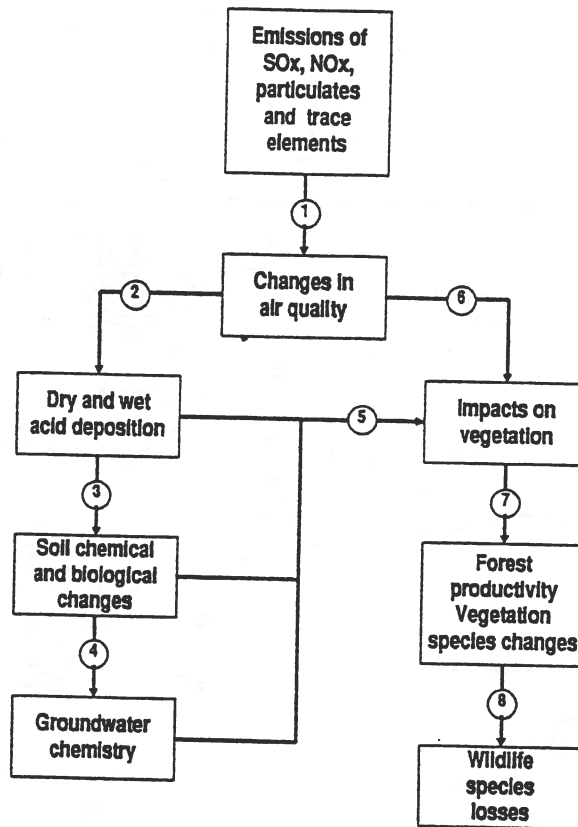 Emissions of
SOx, NOx,
particulates
and trace
elements
1
Changes in
air quality
2
6
Dry and wet
acid deposition
5
Impacts on
vegetation
3
7
Soil chemical
and biological
changes
Forest
productivity
Vegetation
species changes
4
8
Groundwater
chemistry
Wildlife
species
losses